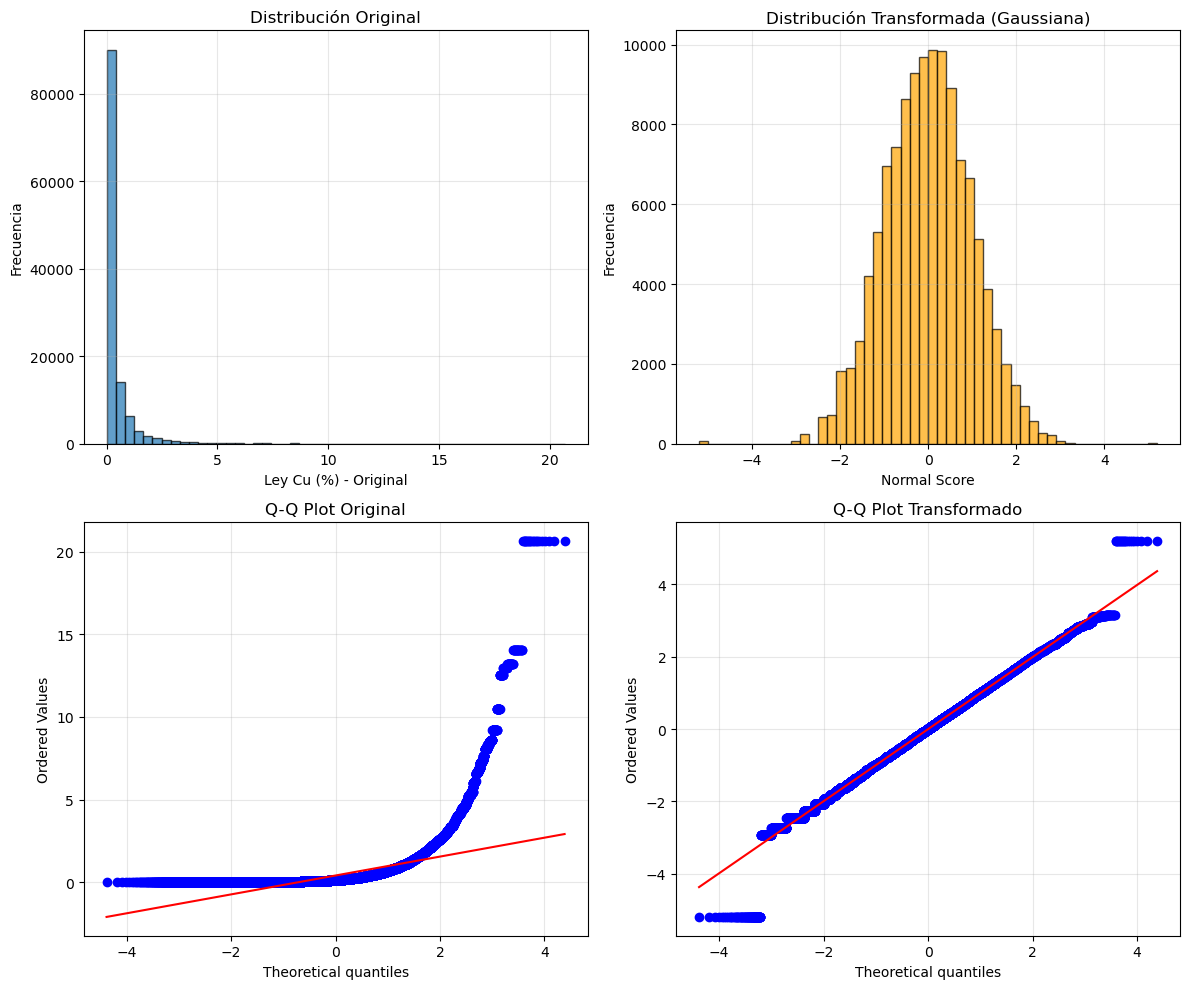 Distribución Original
Frecuencia
80000
60000
40000
20000
0
0 5 10 15 20
Ley Cu (%) - Original
Distribución Transformada (Gaussiana)
Frecuencia
10000
8000
6000
4000
2000
0
−4 −2 0 2 4
Normal Score
Q-Q Plot Original
Ordered Values
20
15
10
5
0
−4 −2 0 2 4
Theoretical quantiles
Q-Q Plot Transformado
Ordered Values
4
2
0
−2
−4
−4 −2 0 2 4
Theoretical quantiles